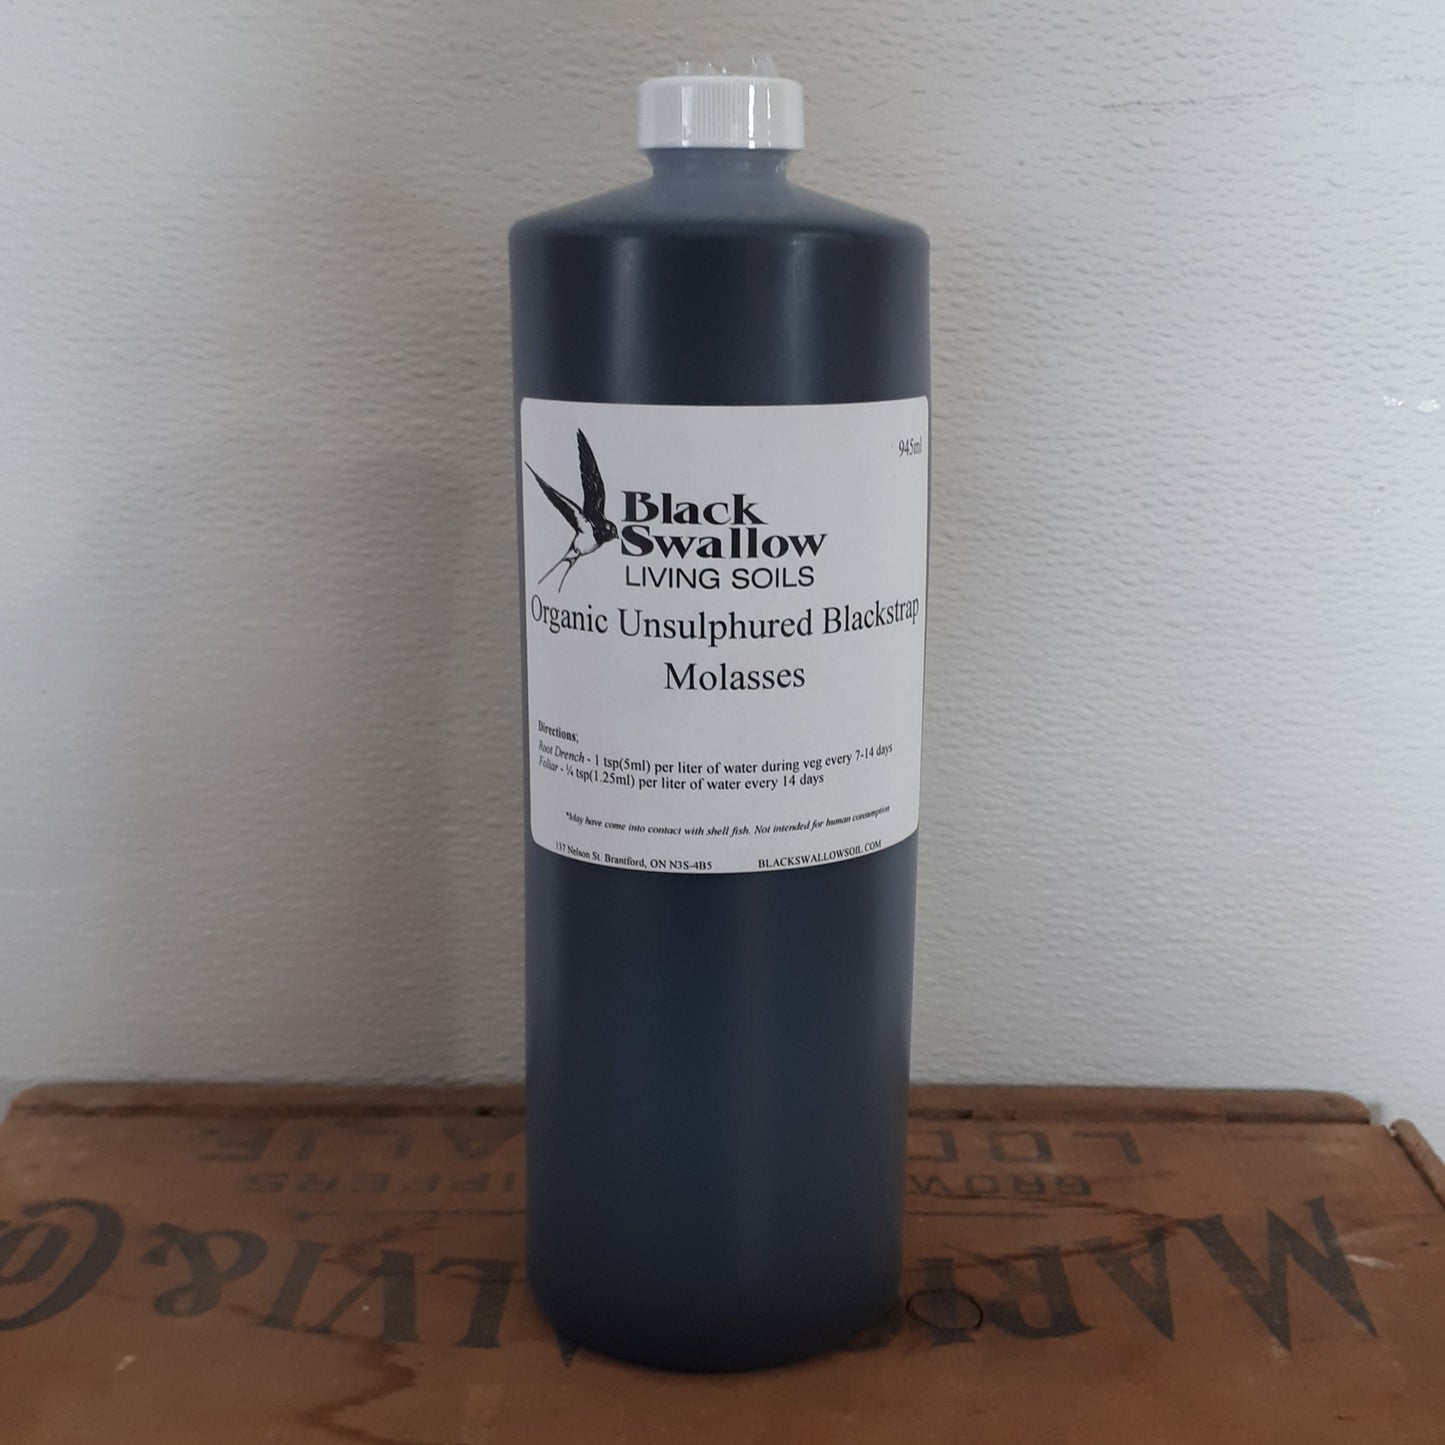 945ml
Black
Swallow
LIVING SOILS
Organic Unsulphured Blackstrap
Molasses
Directions;
Root Drench - 1 tsp(5ml) per liter of water during veg every 7-14 days
Foliar - ¼ tsp(1.25ml) per liter of water every 14 days
*May have come into contact with shell fish. Not intended for human consumption
137 Nelson St. Brantford, ON N3S-4B5
BLACKSWALLOWSOIL.COM